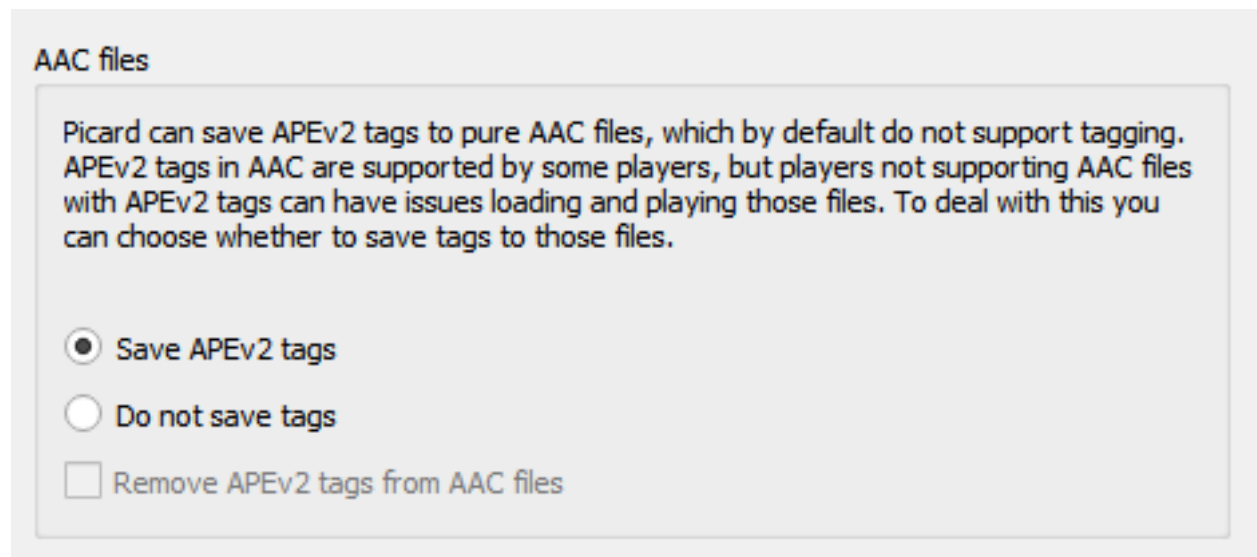 AAC files
Picard can save APEv2 tags to pure AAC files, which by default do not support tagging.
APEv2 tags in AAC are supported by some players, but players not supporting AAC files
with APEv2 tags can have issues loading and playing those files. To deal with this you
can choose whether to save tags to those files.
Save APEv2 tags
Do not save tags
Remove APEv2 tags from AAC files